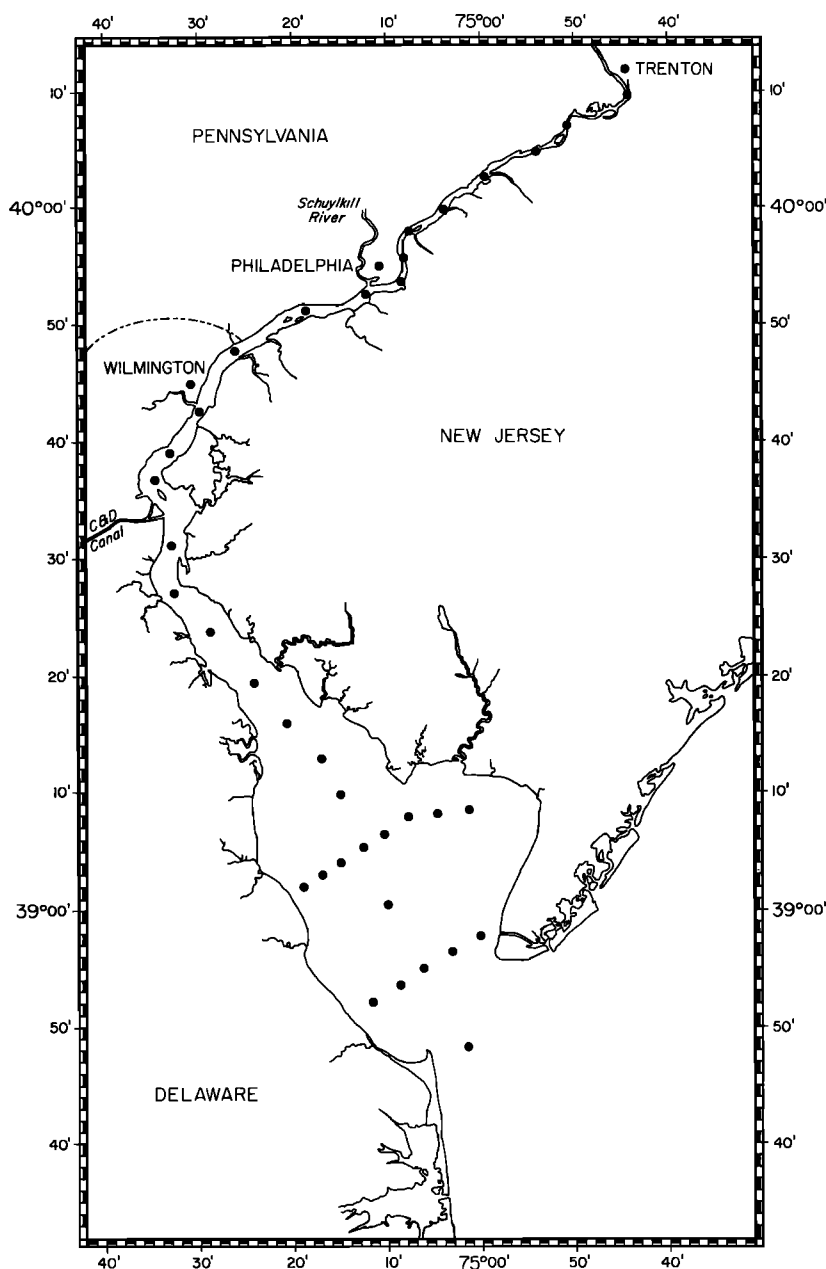 40' 30' 20' 10' 75°00' 50' 40'
TRENTON
10' 10'
PENNSYLVANIA
40°00' 40°00'
Schuylkill
River
PHILADELPHIA
50' 50'
WILMINGTON
NEW JERSEY
40' 40'
C&D
Canal
30' 30'
20' 20'
10' 10'
39°00' 39°00'
50' 50'
DELAWARE
40' 40'
40' 30' 20' 10' 75°00' 50' 40'